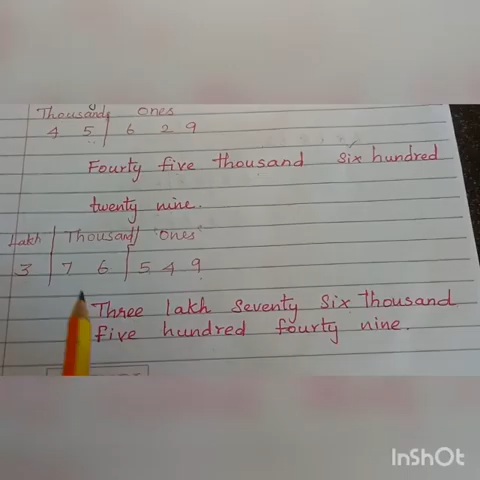 Thousands Ones
4 5 6 2 9
Fourty five thousand six hundred
twenty nine.
Lakh Thousand Ones
3 7 6 5 4 9
Three lakh seventy six thousand
five hundred fourty nine.
InShOt